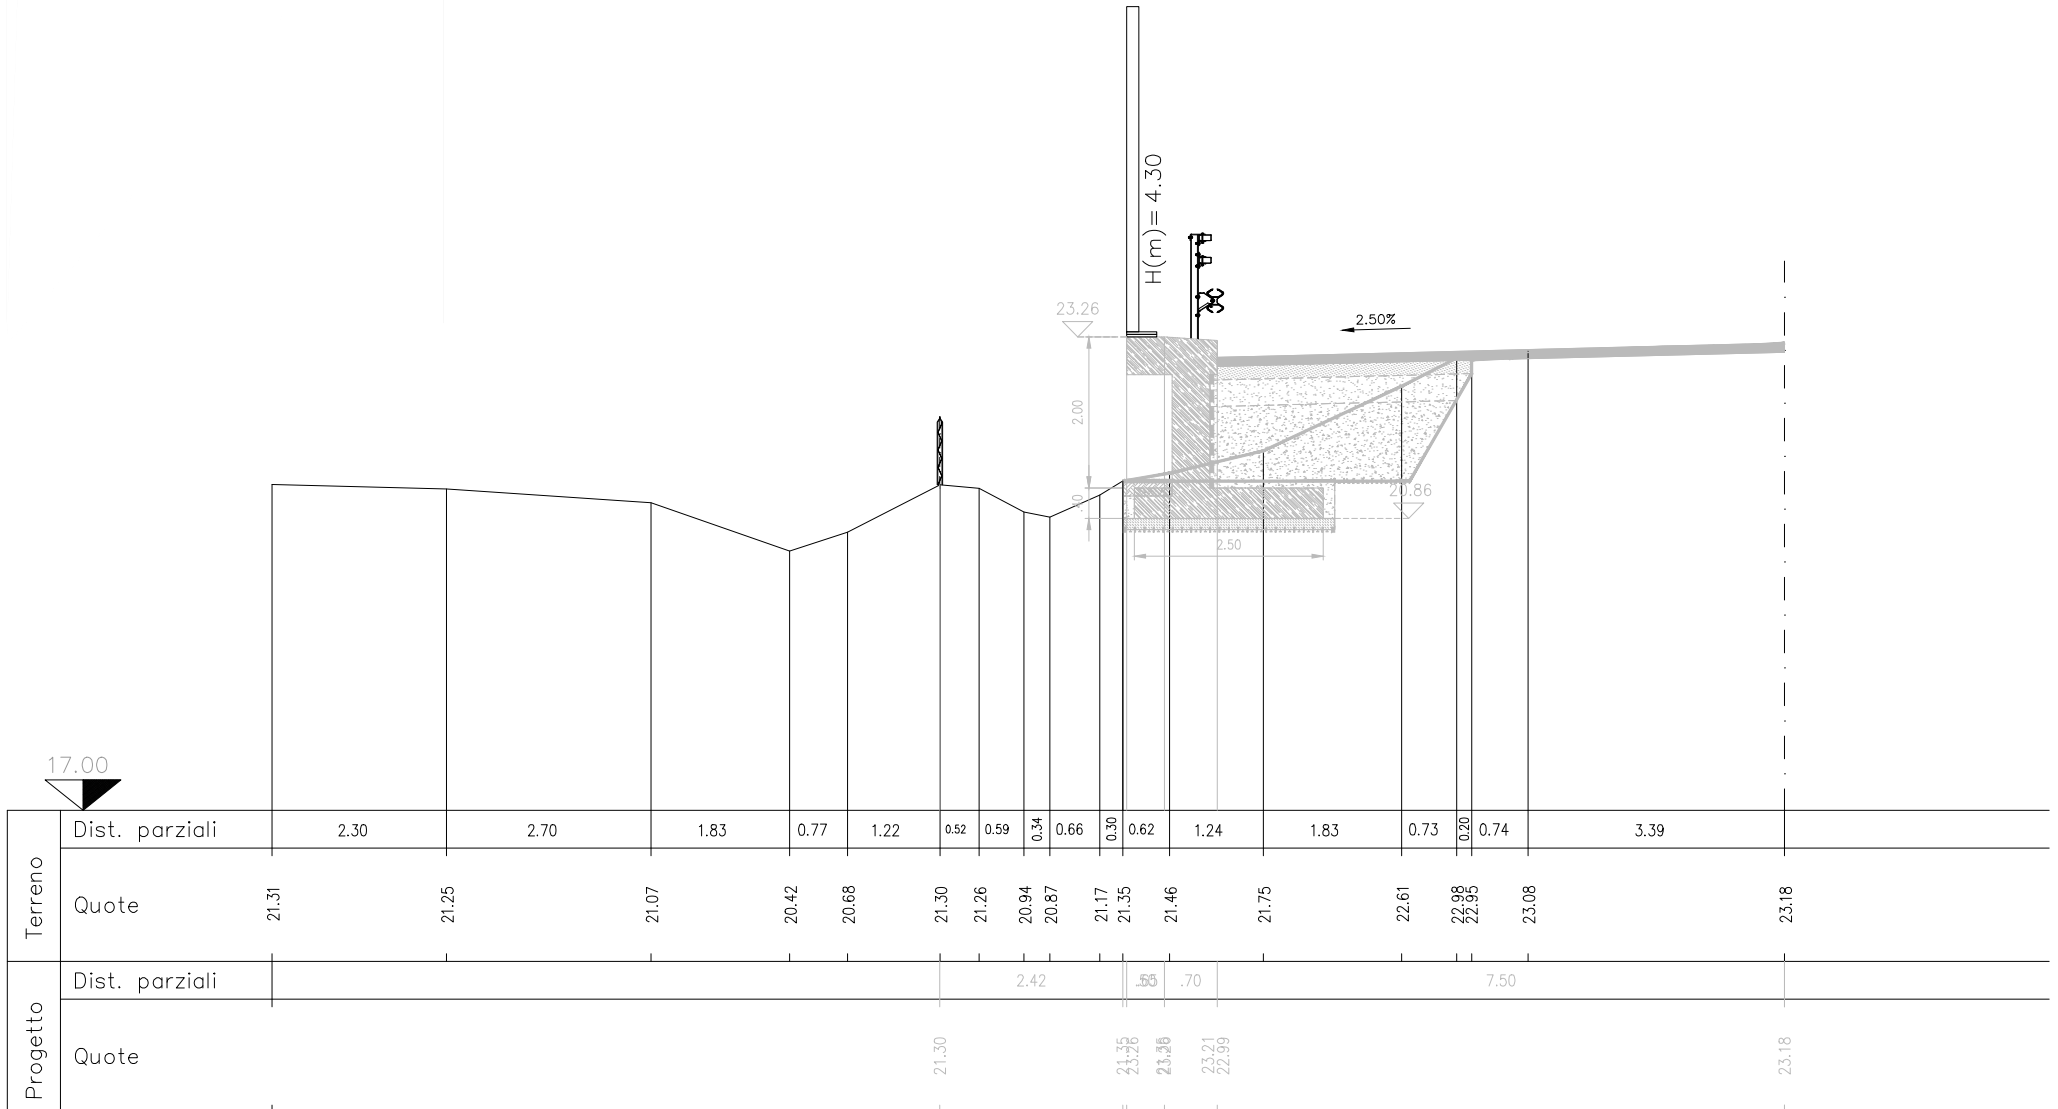 H(m)= 4.30
23.26
2.50%
2.00
20.86
.40
2.50
17.00
Terreno
Dist. parziali
2.30 2.70 1.83 0.77 1.22 0.52 0.59 0.34 0.66 0.30 0.62 1.24 1.83 0.73 0.20 0.74 3.39
Quote
21.31 21.25 21.07 20.42 20.68 21.30 21.26 20.94 20.87 21.17 21.35 21.46 21.75 22.61 22.98 22.95 23.08 23.18
Progetto
Dist. parziali
2.42 .70 7.50
Quote
21.30 21.35 23.26 23.21 22.99 23.18